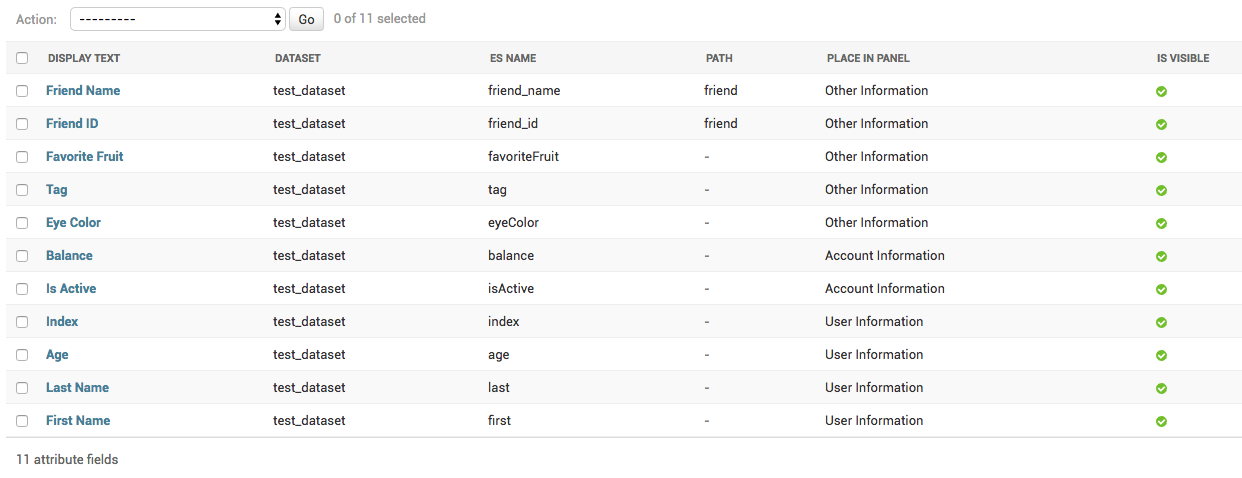 Action: --------- Go 0 of 11 selected
DISPLAY TEXT DATASET ES NAME PATH PLACE IN PANEL IS VISIBLE
Friend Name test_dataset friend_name friend Other Information
Friend ID test_dataset friend_id friend Other Information
Favorite Fruit test_dataset favoriteFruit - Other Information
Tag test_dataset tag - Other Information
Eye Color test_dataset eyeColor - Other Information
Balance test_dataset balance - Account Information
Is Active test_dataset isActive - Account Information
Index test_dataset index - User Information
Age test_dataset age - User Information
Last Name test_dataset last - User Information
First Name test_dataset first - User Information
11 attribute fields